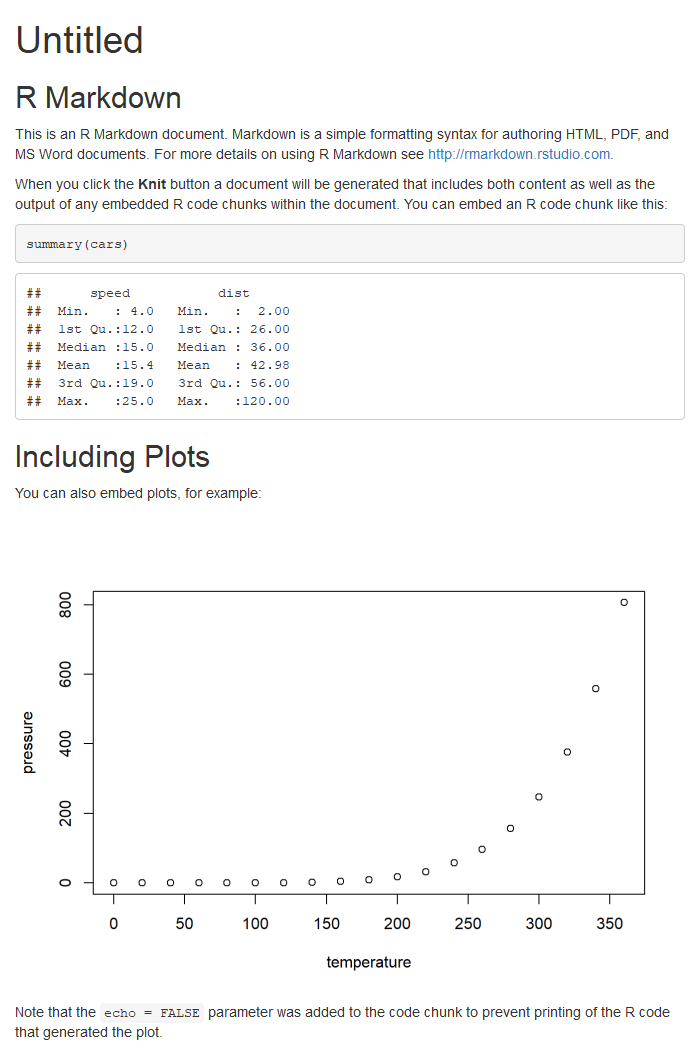 Untitled
R Markdown
This is an R Markdown document. Markdown is a simple formatting syntax for authoring HTML, PDF, and
MS Word documents. For more details on using R Markdown see http://rmarkdown.rstudio.com.
When you click the Knit button a document will be generated that includes both content as well as the
output of any embedded R code chunks within the document. You can embed an R code chunk like this:
summary(cars)
##      speed           dist
##  Min.   : 4.0   Min.   :  2.00
##  1st Qu.:12.0   1st Qu.: 26.00
##  Median :15.0   Median : 36.00
##  Mean   :15.4   Mean   : 42.98
##  3rd Qu.:19.0   3rd Qu.: 56.00
##  Max.   :25.0   Max.   :120.00
Including Plots
You can also embed plots, for example:
800
600
400
200
0
pressure
0 50 100 150 200 250 300 350
temperature
Note that the echo = FALSE parameter was added to the code chunk to prevent printing of the R code
that generated the plot.